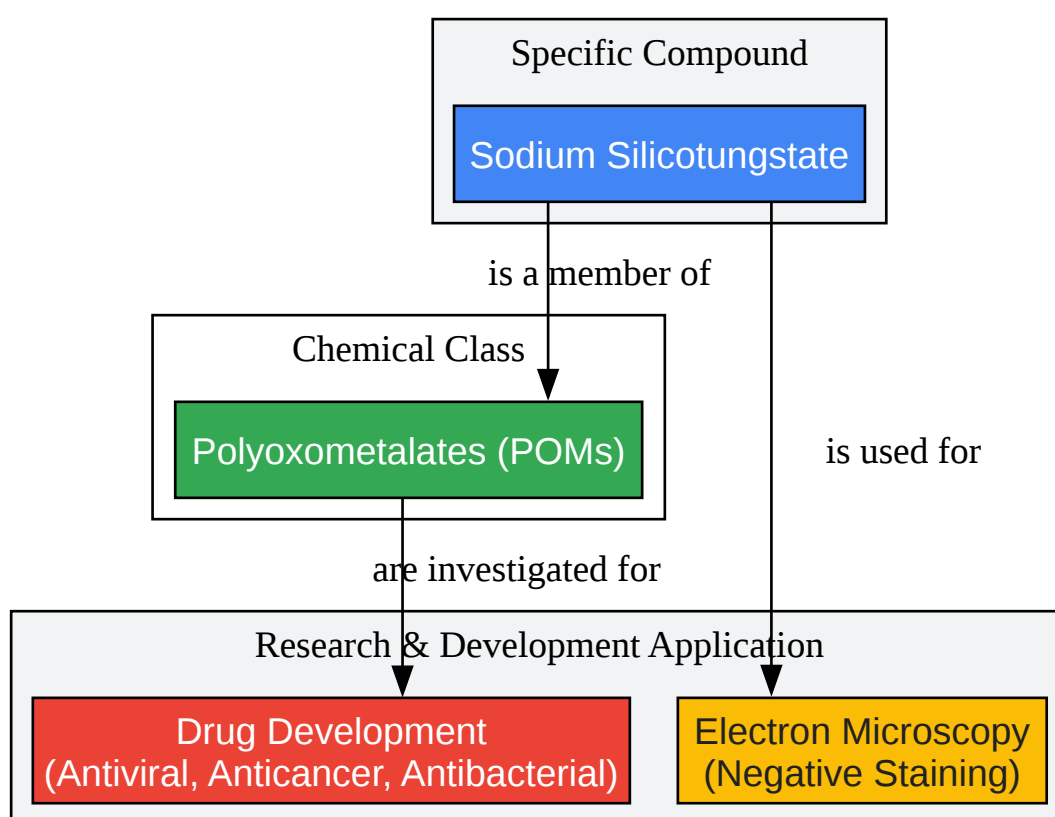 Specific Compound
Sodium Silicotungstate
is a member of
Chemical Class
Polyoxometalates (POMs)
is used for
are investigated for
Research & Development Application
Drug Development
(Antiviral, Anticancer, Antibacterial)
Electron Microscopy
(Negative Staining)